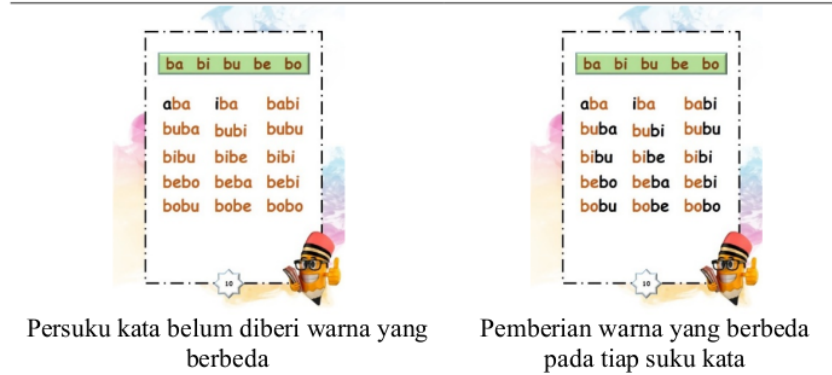 ba bi bu be bo
aba iba babi
buba bubi bubu
bibu bibe bibi
bebo beba bebi
bobu bobe bobo
10
Persuku kata belum diberi warna yang
berbeda
ba bi bu be bo
aba iba babi
buba bubi bubu
bibu bibe bibi
bebo beba bebi
bobu bobe bobo
10
Pemberian warna yang berbeda
pada tiap suku kata